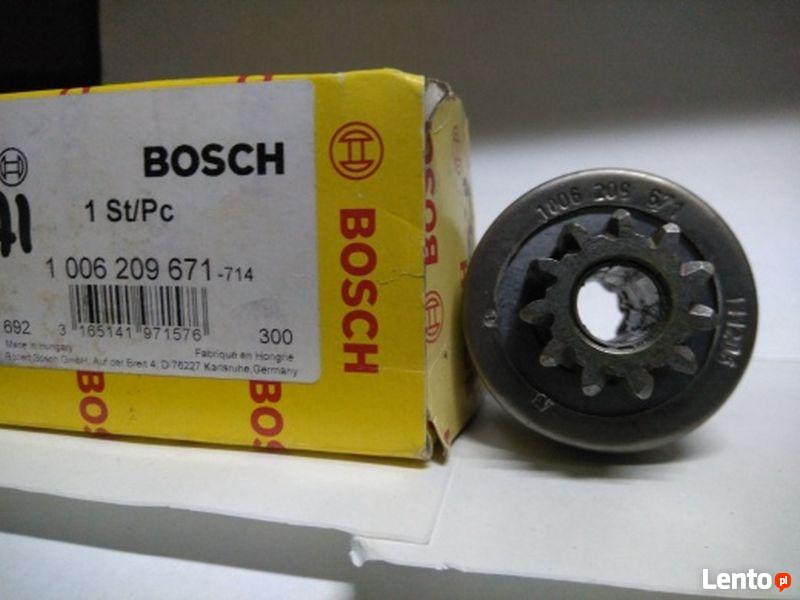 BOSCH
1 St/Pc
1 006 209 671-714
692
3 165141 971576
300
Made in Hungary
Fabriqué en Hongrie
Robert Bosch GmbH, Auf der Breit 4, D-76227 Karlsruhe, Germany
BOSCH
BOSCH
BOSCH
1006 209 671
Lento.pl